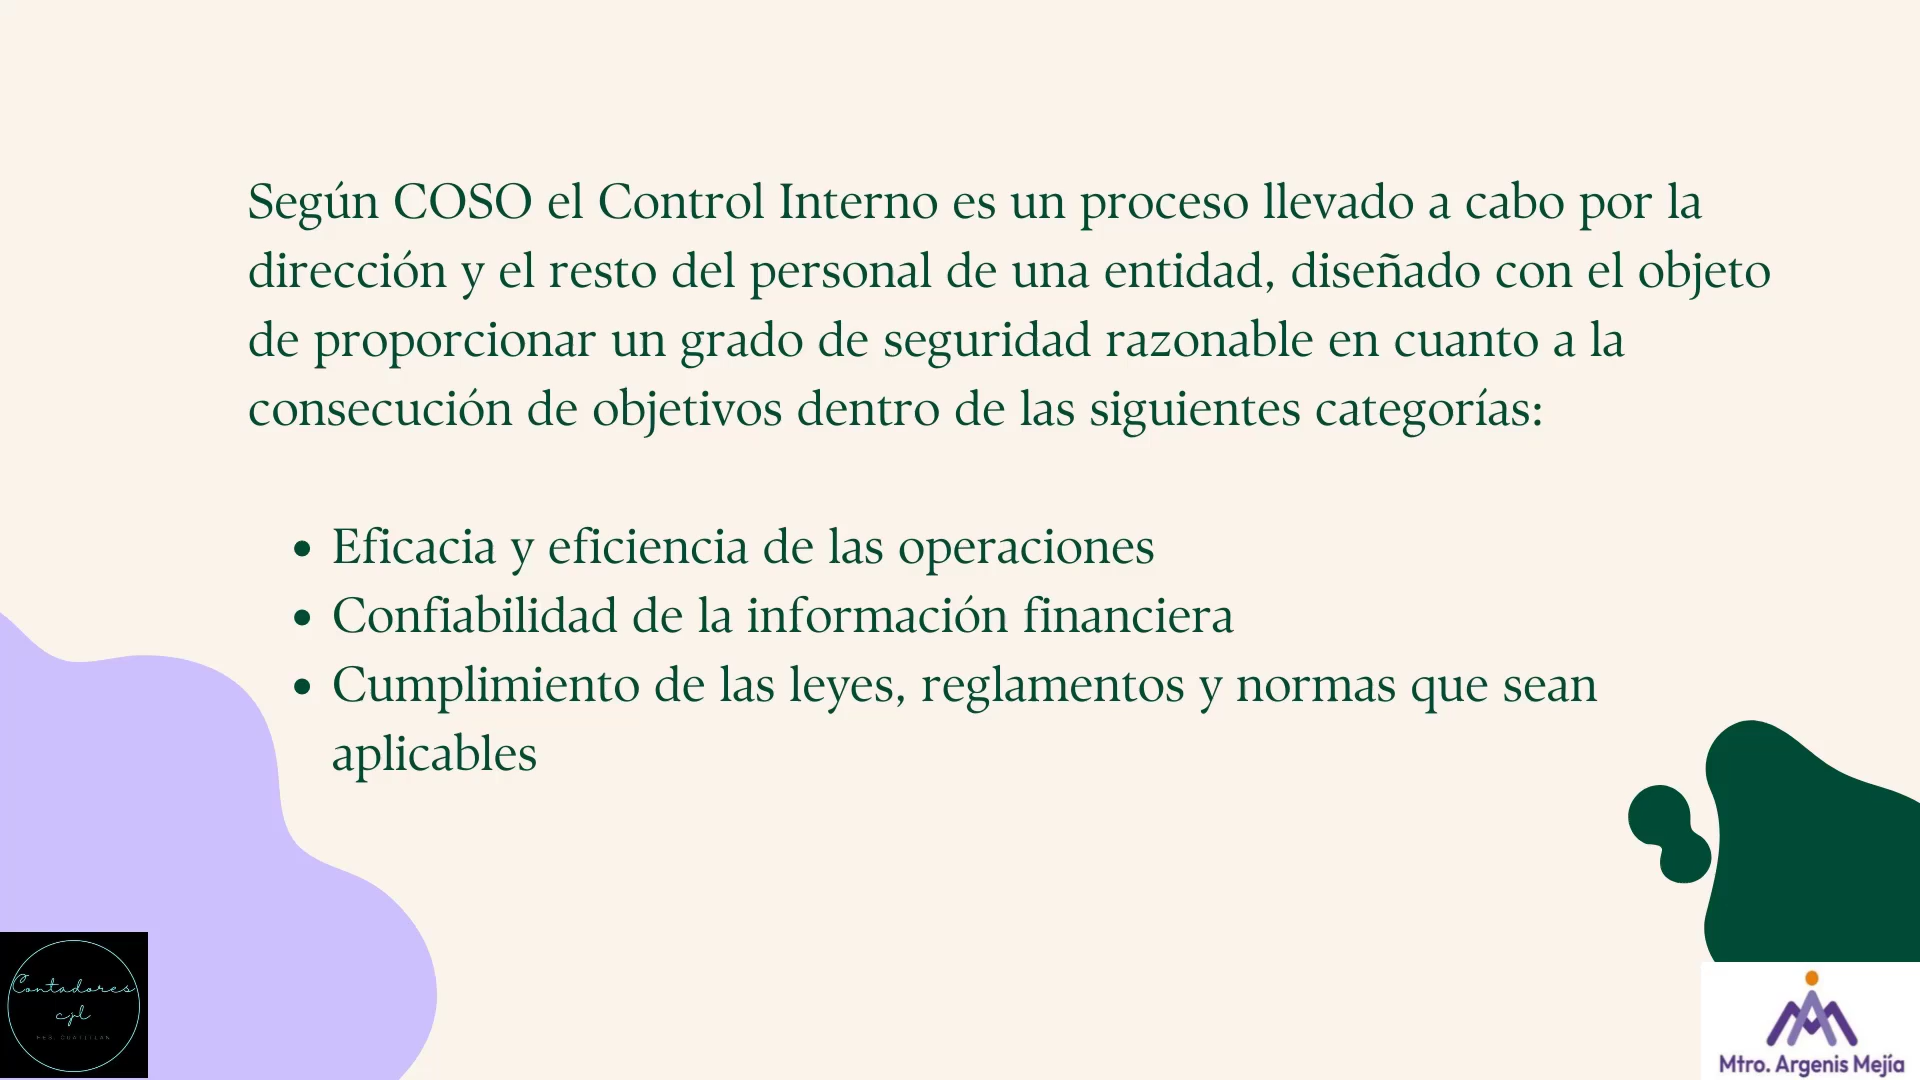 Según COSO el Control Interno es un proceso llevado a cabo por la
dirección y el resto del personal de una entidad, diseñado con el objeto
de proporcionar un grado de seguridad razonable en cuanto a la
consecución de objetivos dentro de las siguientes categorías:
• Eficacia y eficiencia de las operaciones
• Confiabilidad de la información financiera
• Cumplimiento de las leyes, reglamentos y normas que sean
aplicables
Contadores
cjl
Mtro. Argenis Mejía